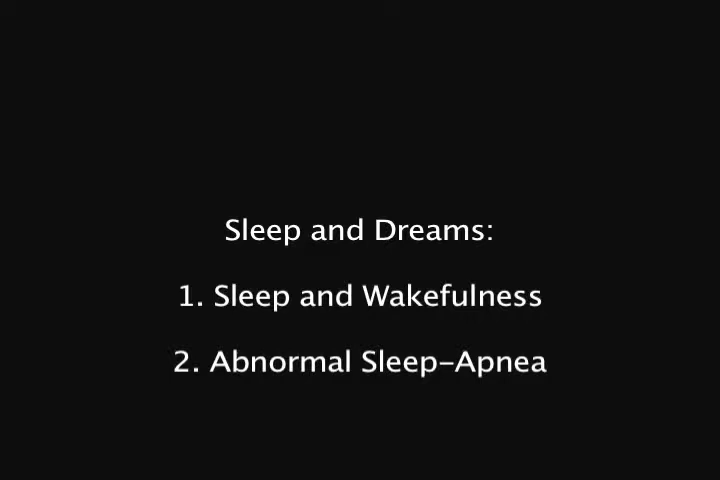 Sleep and Dreams:
1. Sleep and Wakefulness
2. Abnormal Sleep-Apnea